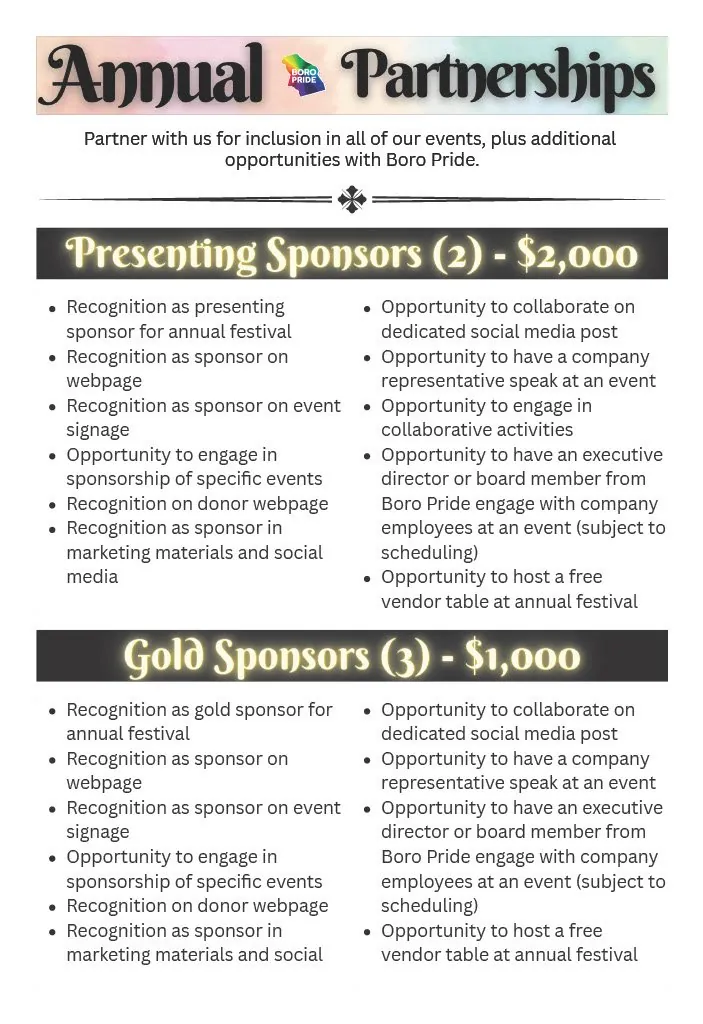 Annual BORO PRIDE Partnerships
Partner with us for inclusion in all of our events, plus additional
opportunities with Boro Pride.
Presenting Sponsors (2) - $2,000
• Recognition as presenting
sponsor for annual festival
• Recognition as sponsor on
webpage
• Recognition as sponsor on event
signage
• Opportunity to engage in
sponsorship of specific events
• Recognition on donor webpage
• Recognition as sponsor in
marketing materials and social
media
• Opportunity to collaborate on
dedicated social media post
• Opportunity to have a company
representative speak at an event
• Opportunity to engage in
collaborative activities
• Opportunity to have an executive
director or board member from
Boro Pride engage with company
employees at an event (subject to
scheduling)
• Opportunity to host a free
vendor table at annual festival
Gold Sponsors (3) - $1,000
• Recognition as gold sponsor for
annual festival
• Recognition as sponsor on
webpage
• Recognition as sponsor on event
signage
• Opportunity to engage in
sponsorship of specific events
• Recognition on donor webpage
• Recognition as sponsor in
marketing materials and social
• Opportunity to collaborate on
dedicated social media post
• Opportunity to have a company
representative speak at an event
• Opportunity to have an executive
director or board member from
Boro Pride engage with company
employees at an event (subject to
scheduling)
• Opportunity to host a free
vendor table at annual festival